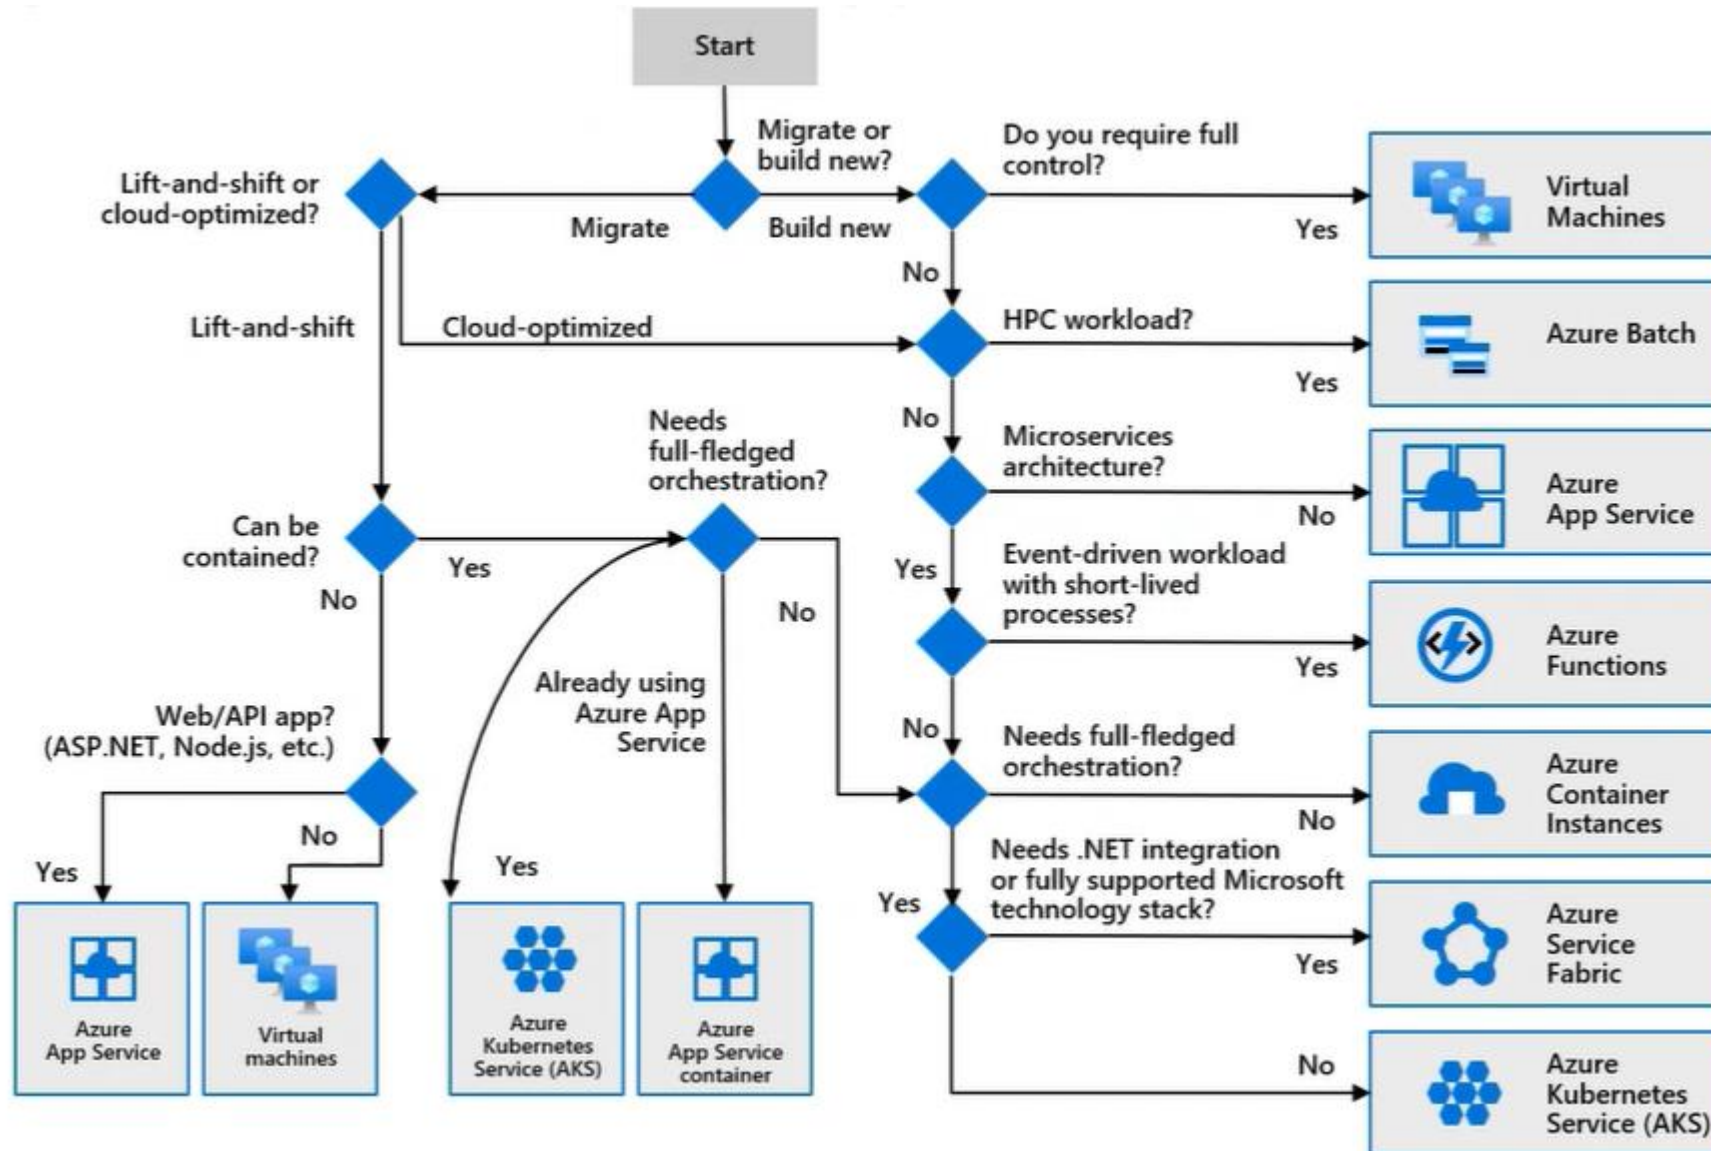 Start
Migrate or
build new?
Do you require full
control?
Lift-and-shift or
cloud-optimized?
Migrate
Build new
Yes
Virtual
Machines
No
Lift-and-shift
Cloud-optimized
HPC workload?
Yes
Azure Batch
No
Needs
full-fledged
orchestration?
Microservices
architecture?
No
Azure
App Service
Can be
contained?
Yes
No
No
Yes
Event-driven workload
with short-lived
processes?
Yes
Azure
Functions
Already using
Azure App
Service
Web/API app?
(ASP.NET, Node.js, etc.)
No
Needs full-fledged
orchestration?
No
Azure
Container
Instances
Yes
No
Yes
Yes
Needs .NET integration
or fully supported Microsoft
technology stack?
Yes
Azure
Service
Fabric
Azure
App Service
Virtual
machines
Azure
Kubernetes
Service (AKS)
Azure
App Service
container
No
Azure
Kubernetes
Service (AKS)